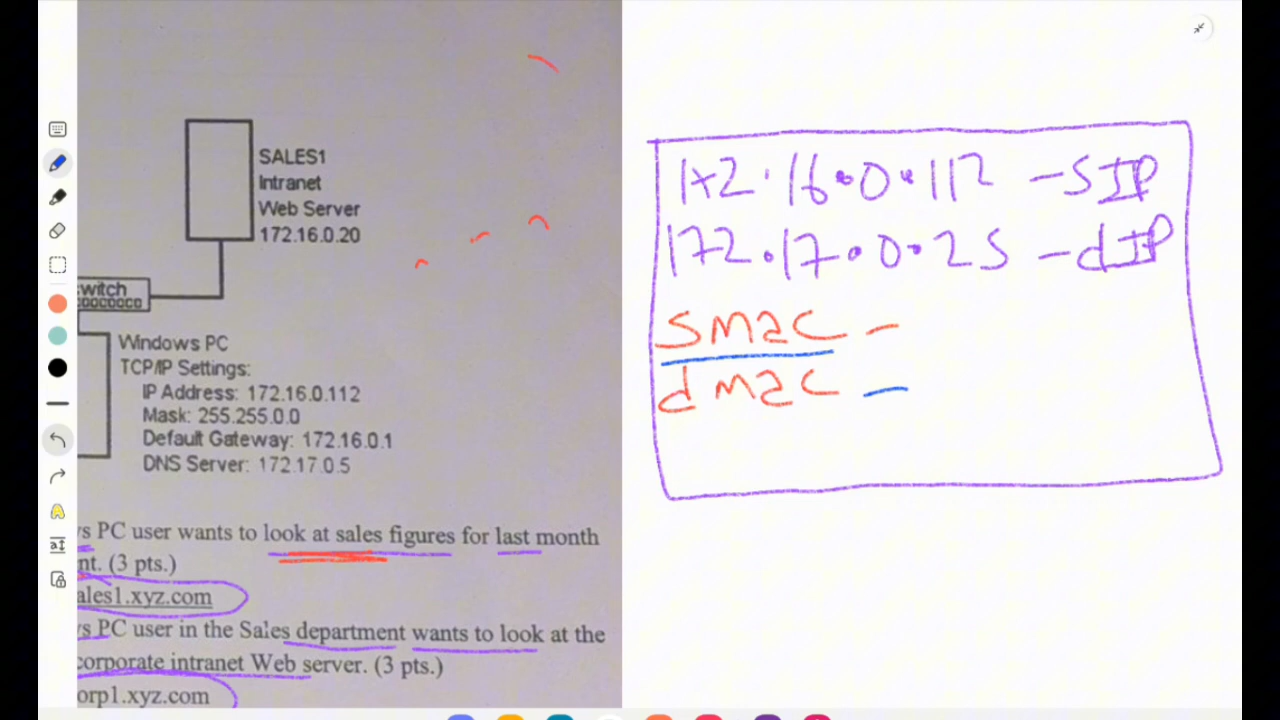 SALES1
Intranet
Web Server
172.16.0.20
witch
Windows PC
TCP/IP Settings:
IP Address: 172.16.0.112
Mask: 255.255.0.0
Default Gateway: 172.16.0.1
DNS Server: 172.17.0.5
s PC user wants to look at sales figures for last month
nt. (3 pts.)
ales1.xyz.com
s PC user in the Sales department wants to look at the
corporate intranet Web server. (3 pts.)
orp1.xyz.com
172.16.0.112 - SIP
172.17.0.25 - dIP
smac -
dmac -